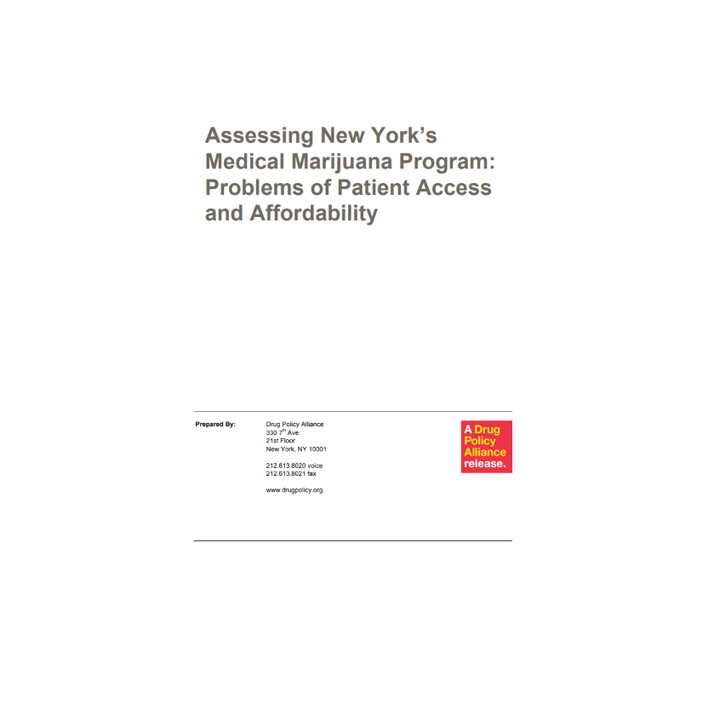 Assessing New York's
Medical Marijuana Program:
Problems of Patient Access
and Affordability
Prepared By:
Drug Policy Alliance
330 7th Ave
21st Floor
New York, NY 10001
212.613.8020 voice
212.613.8021 fax
www.drugpolicy.org
A Drug
Policy
Alliance
release.